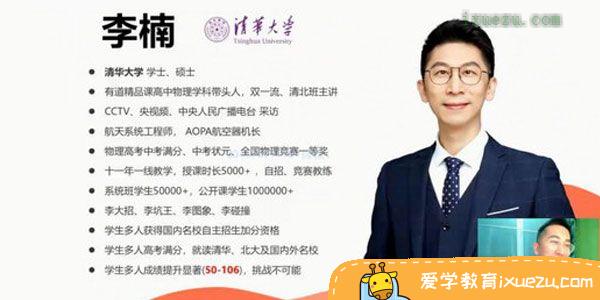 ixuezu.com
李楠
清华大学
Tsinghua University
清华大学 学士、硕士
有道精品课高中物理学科带头人，双一流、清北班主讲
CCTV、央视频、中央人民广播电台 采访
航天系统工程师， AOPA航空器机长
物理高考中考满分、中考状元、全国物理竞赛一等奖
十一年一线教学，授课时长5000+ ，自招、竞赛教练
系统班学生50000+，公开课学生1000000+
李大招、李坑王、李图象、李碰撞
学生多人获得国内名校自主招生加分资格
学生多人高考满分，就读清华、北大及国内外名校
学生多人成绩提升显著(50-106)，挑战不可能
爱学教育ixuezu.com